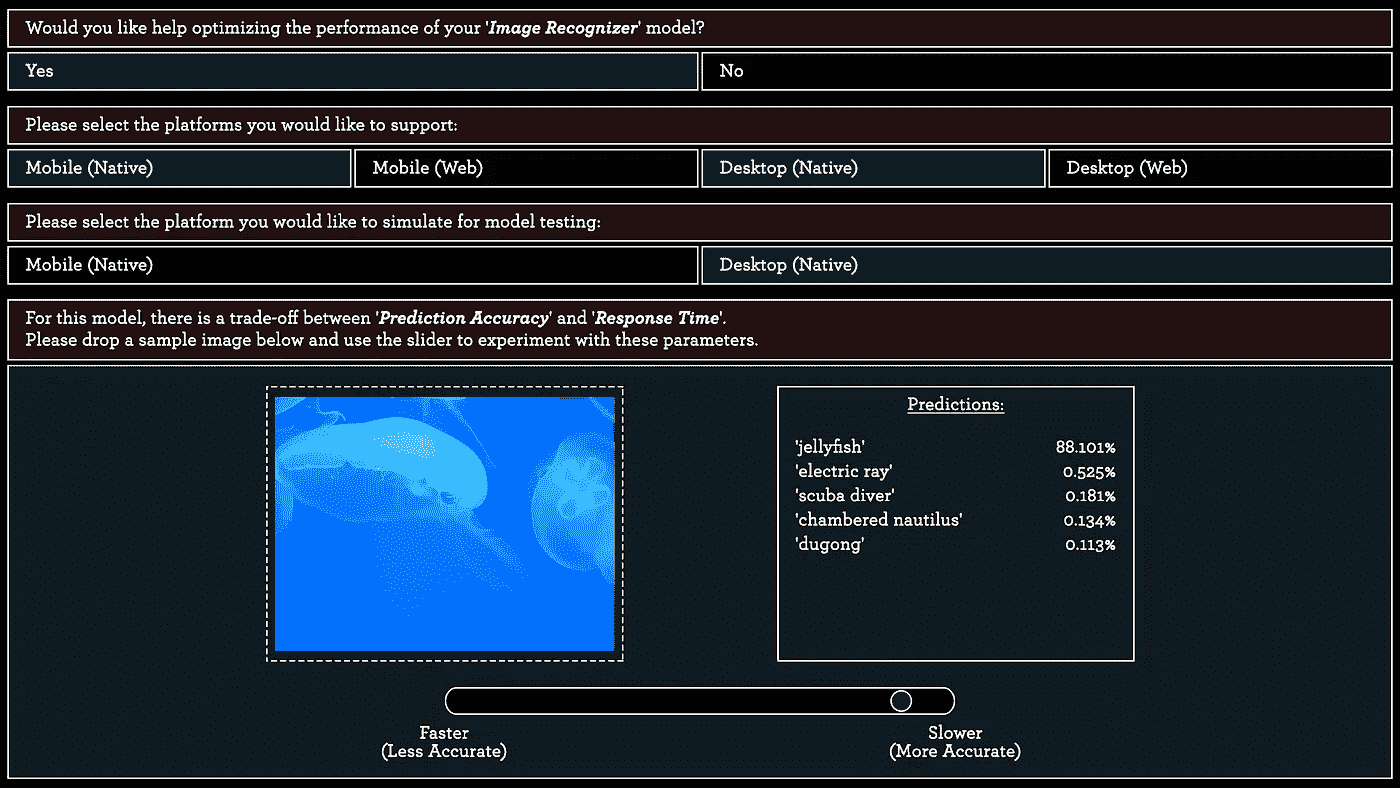 Would you like help optimizing the performance of your 'Image Recognizer' model?
Yes
No
Please select the platforms you would like to support:
Mobile (Native)
Mobile (Web)
Desktop (Native)
Desktop (Web)
Please select the platform you would like to simulate for model testing:
Mobile (Native)
Desktop (Native)
For this model, there is a trade-off between 'Prediction Accuracy' and 'Response Time'.
Please drop a sample image below and use the slider to experiment with these parameters.
Predictions:
'jellyfish' 88.101%
'electric ray' 0.525%
'scuba diver' 0.181%
'chambered nautilus' 0.134%
'dugong' 0.113%
Faster
(Less Accurate)
Slower
(More Accurate)